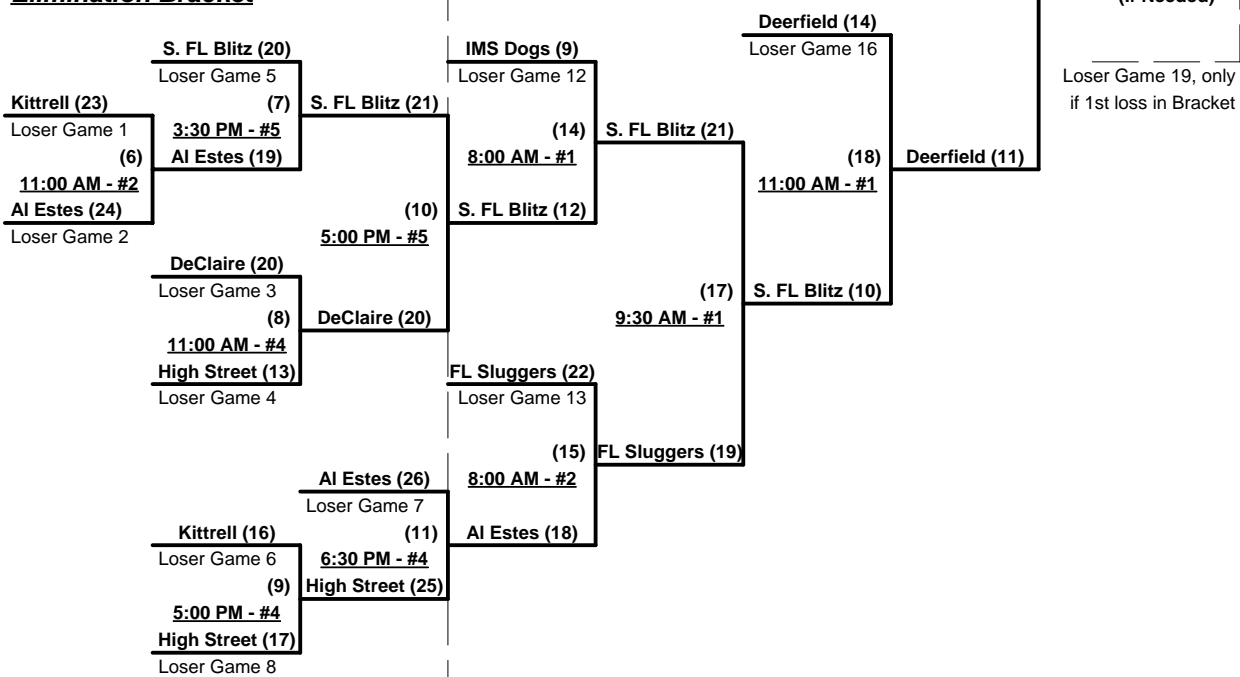 Elimination Bracket
Deerfield (14)
Loser Game 16
S. FL Blitz (20)
Loser Game 5
IMS Dogs (9)
Loser Game 12
Loser Game 19, only
if 1st loss in Bracket
Kittrell (23)
Loser Game 1
(7)
3:30 PM - #5
S. FL Blitz (21)
(14)
8:00 AM - #1
S. FL Blitz (21)
(6)
11:00 AM - #2
Al Estes (19)
(18)
11:00 AM - #1
Deerfield (11)
Al Estes (24)
Loser Game 2
(10)
5:00 PM - #5
S. FL Blitz (12)
DeClaire (20)
Loser Game 3
(8)
11:00 AM - #4
DeClaire (20)
(17)
9:30 AM - #1
S. FL Blitz (10)
High Street (13)
Loser Game 4
FL Sluggers (22)
Loser Game 13
(15)
8:00 AM - #2
FL Sluggers (19)
Al Estes (26)
Loser Game 7
Kittrell (16)
Loser Game 6
(11)
6:30 PM - #4
Al Estes (18)
(9)
5:00 PM - #4
High Street (25)
High Street (17)
Loser Game 8